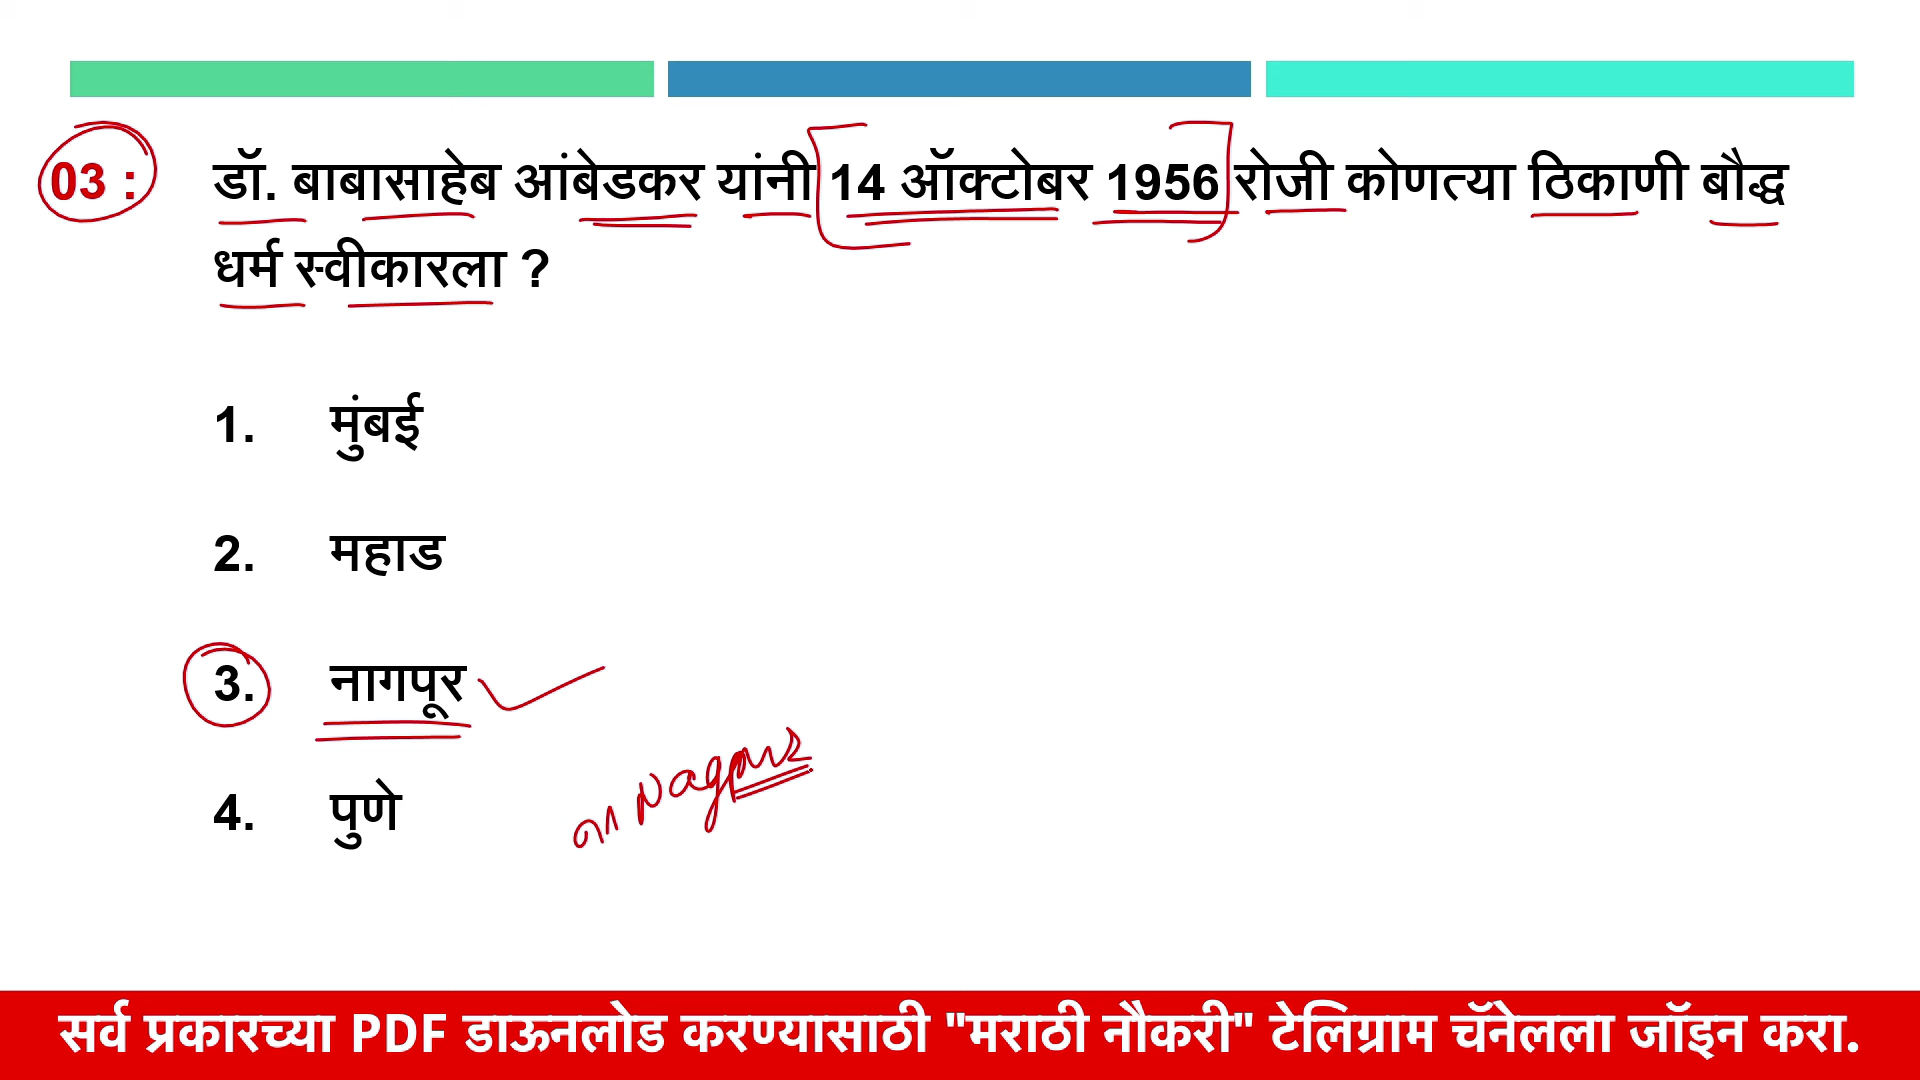 03 : डॉ. बाबासाहेब आंबेडकर यांनी 14 ऑक्टोबर 1956 रोजी कोणत्या ठिकाणी बौद्ध
धर्म स्वीकारला ?
1. मुंबई
2. महाड
3. नागपूर
4. पुणे
Nagpur
सर्व प्रकारच्या PDF डाऊनलोड करण्यासाठी "मराठी नौकरी" टेलिग्राम चॅनेलला जॉइन करा.